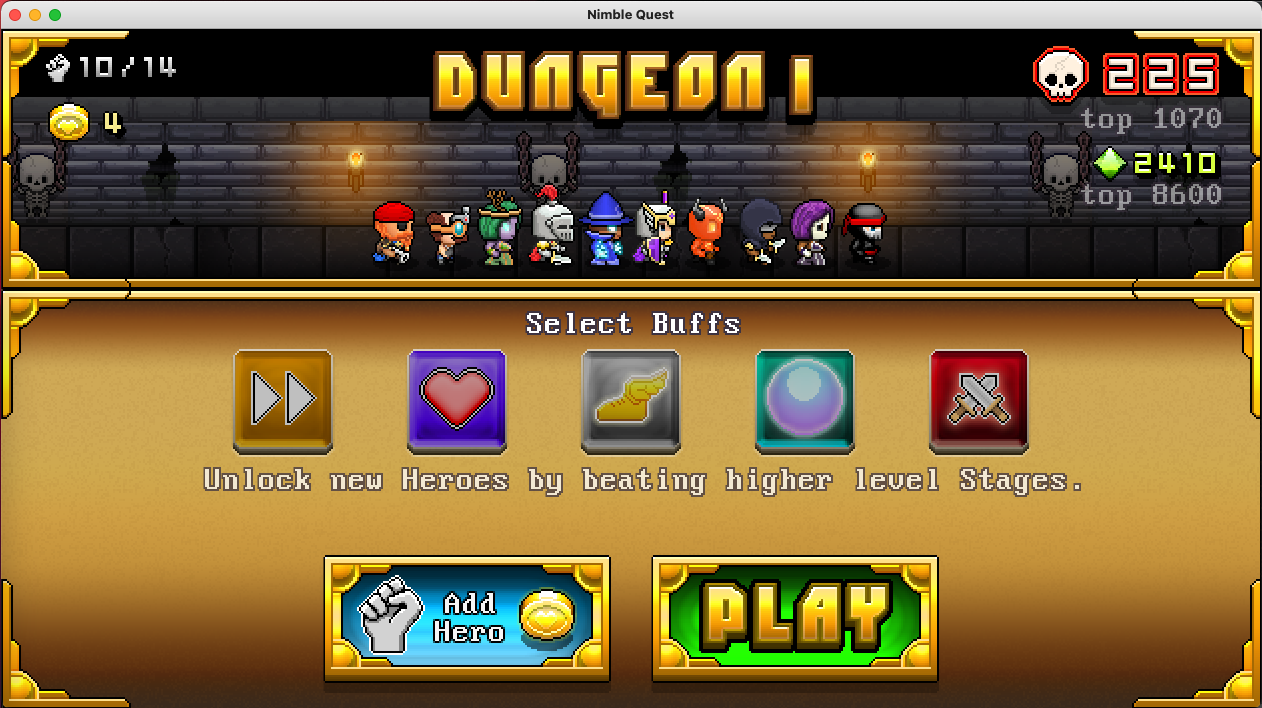 Nimble Quest
10/14
DUNGEON 1
225
top 1070
4
2410
top 8600
Select Buffs
Unlock new Heroes by beating higher level Stages.
Add
Hero
PLAY